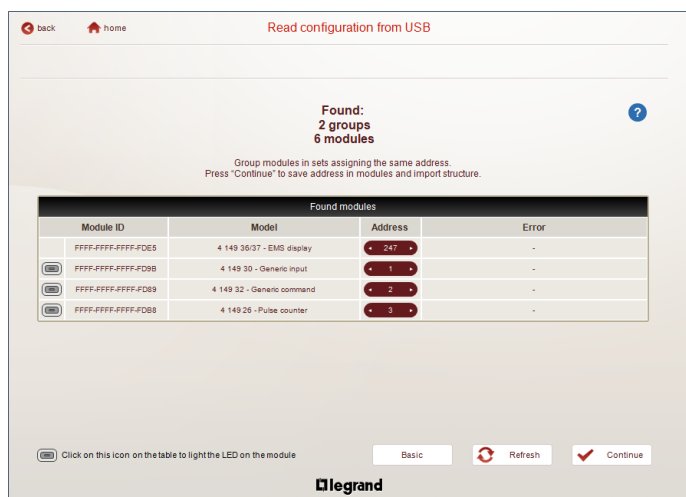 back
home
Read configuration from USB
Found:
2 groups
6 modules
?
Group modules in sets assigning the same address.
Press "Continue" to save address in modules and import structure.
Found modules
Module ID Model Address Error
FFFF-FFFF-FFFF-FDE5 4 149 36/37 - EMS display 247 -
FFFF-FFFF-FFFF-FD9B 4 149 30 - Generic input 1 -
FFFF-FFFF-FFFF-FD89 4 149 32 - Generic command 2 -
FFFF-FFFF-FFFF-FDB8 4 149 26 - Pulse counter 3 -
Click on this icon on the table to light the LED on the module
Basic
Refresh
Continue
legrand